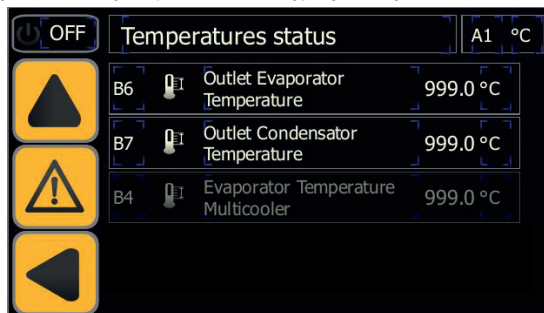 OFF
Temperatures status
A1 °C
B6
Outlet Evaporator
Temperature
999.0 °C
B7
Outlet Condensator
Temperature
999.0 °C
B4
Evaporator Temperature
Multicooler
999.0 °C